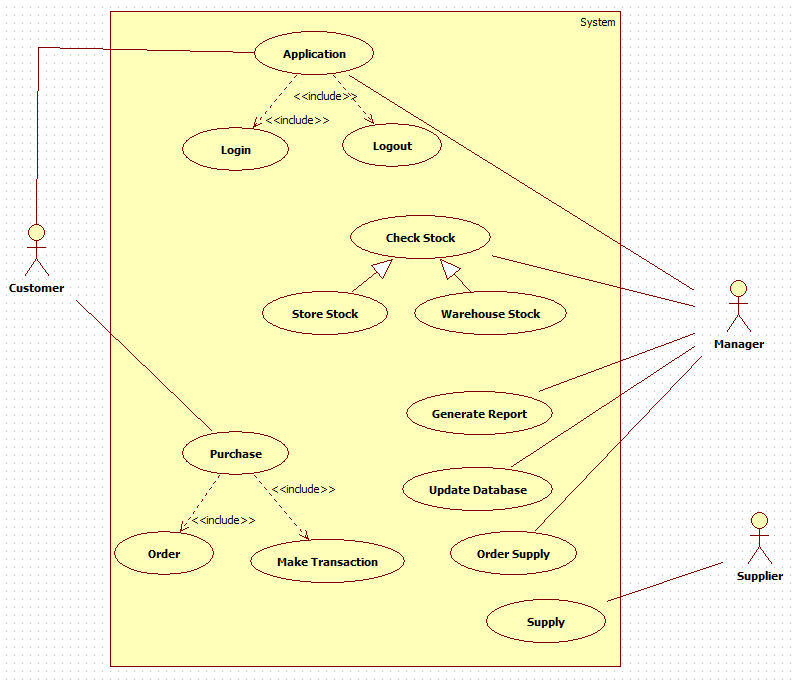 System
Application
<<include>>
<<include>>
Login
Logout
Check Stock
Customer
Store Stock
Warehouse Stock
Manager
Generate Report
Purchase
Update Database
<<include>>
<<include>>
Order
Make Transaction
Order Supply
Supplier
Supply